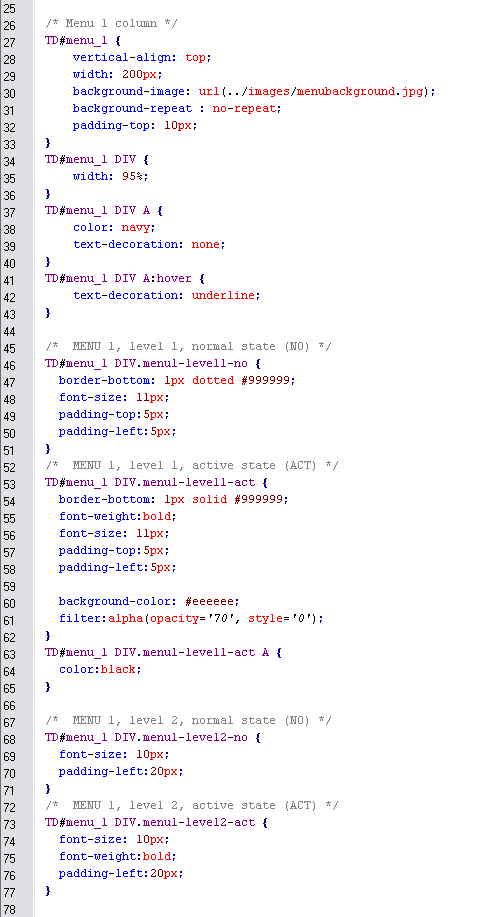 25
26 /* Menu 1 column */
27 TD#menu_1 {
28 vertical-align: top;
29 width: 200px;
30 background-image: url(../images/menubackground.jpg);
31 background-repeat : no-repeat;
32 padding-top: 10px;
33 }
34 TD#menu_1 DIV {
35 width: 95%;
36 }
37 TD#menu_1 DIV A {
38 color: navy;
39 text-decoration: none;
40 }
41 TD#menu_1 DIV A:hover {
42 text-decoration: underline;
43 }
44
45 /*  MENU 1, level 1, normal state (NO) */
46 TD#menu_1 DIV.menu1-level1-no {
47 border-bottom: 1px dotted #999999;
48 font-size: 11px;
49 padding-top:5px;
50 padding-left:5px;
51 }
52 /*  MENU 1, level 1, active state (ACT) */
53 TD#menu_1 DIV.menu1-level1-act {
54 border-bottom: 1px solid #999999;
55 font-weight:bold;
56 font-size: 11px;
57 padding-top:5px;
58 padding-left:5px;
59
60 background-color: #eeeeee;
61 filter:alpha(opacity='70', style='0');
62 }
63 TD#menu_1 DIV.menu1-level1-act A {
64 color:black;
65 }
66
67 /*  MENU 1, level 2, normal state (NO) */
68 TD#menu_1 DIV.menu1-level2-no {
69 font-size: 10px;
70 padding-left:20px;
71 }
72 /*  MENU 1, level 2, active state (ACT) */
73 TD#menu_1 DIV.menu1-level2-act {
74 font-size: 10px;
75 font-weight:bold;
76 padding-left:20px;
77 }
78